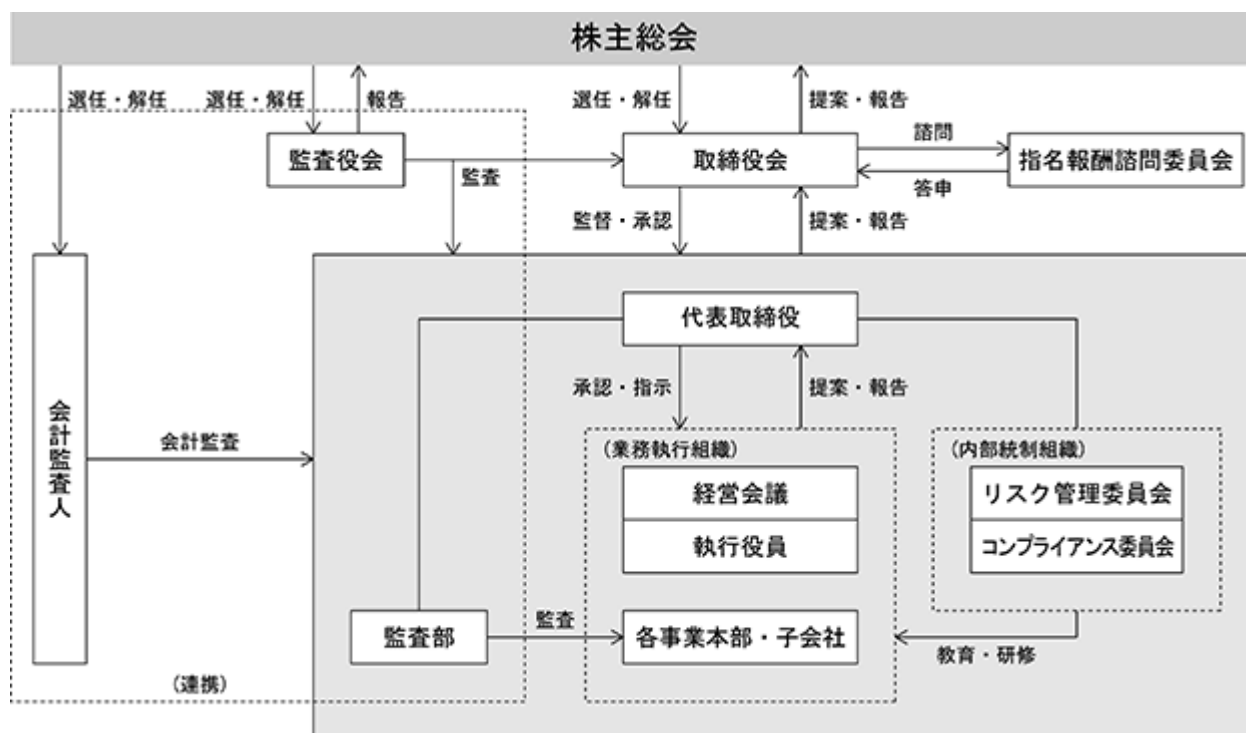 株主総会
選任・解任
選任・解任
報告
選任・解任
提案・報告
監査役会
監査
取締役会
諮問
答申
指名報酬諮問委員会
監督・承認
提案・報告
代表取締役
承認・指示
提案・報告
会計監査人
会計監査
(業務執行組織)
経営会議
執行役員
(内部統制組織)
リスク管理委員会
コンプライアンス委員会
監査部
監査
各事業本部・子会社
教育・研修
(連携)